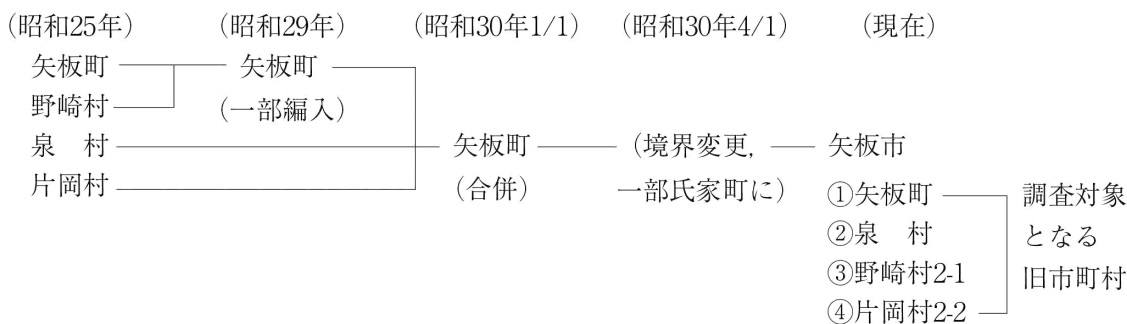 (昭和25年) (昭和29年) (昭和30年1/1) (昭和30年4/1) (現在)
矢板町 矢板町
野崎村 (一部編入)
泉 村 矢板町 (境界変更, 矢板市
片岡村 (合併) 一部氏家町に)
①矢板町 調査対象
②泉 村 となる
③野崎村2-1 旧市町村
④片岡村2-2